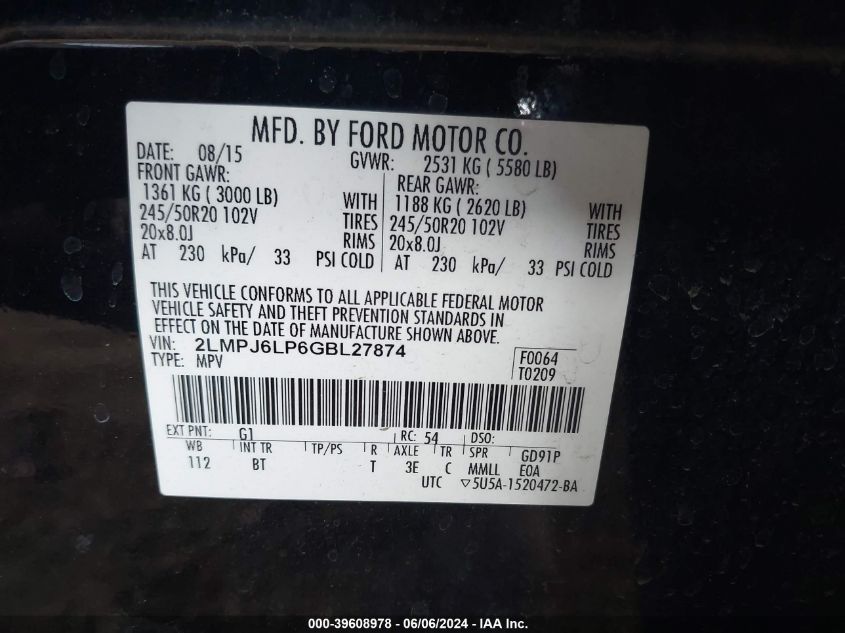 MFD. BY FORD MOTOR CO.
DATE: 08/15 GVWR: 2531 KG ( 5580 LB)
FRONT GAWR: REAR GAWR:
1361 KG ( 3000 LB) WITH 1188 KG ( 2620 LB) WITH
245/50R20 102V TIRES 245/50R20 102V TIRES
20x8.0J RIMS 20x8.0J RIMS
AT 230 kPa/ 33 PSI COLD AT 230 kPa/ 33 PSI COLD
THIS VEHICLE CONFORMS TO ALL APPLICABLE FEDERAL MOTOR
VEHICLE SAFETY AND THEFT PREVENTION STANDARDS IN
EFFECT ON THE DATE OF MANUFACTURE SHOWN ABOVE.
VIN: 2LMPJ6LP6GBL27874 F0064
TYPE: MPV T0209
EXT PNT: G1 RC: 54 DSO:
WB INT TR TP/PS R AXLE TR SPR GD91P
112 BT T 3E C MMLL EOA
UTC ▽5U5A-1520472-BA
000-39608978 / 06/06/2024 - IAA Inc.